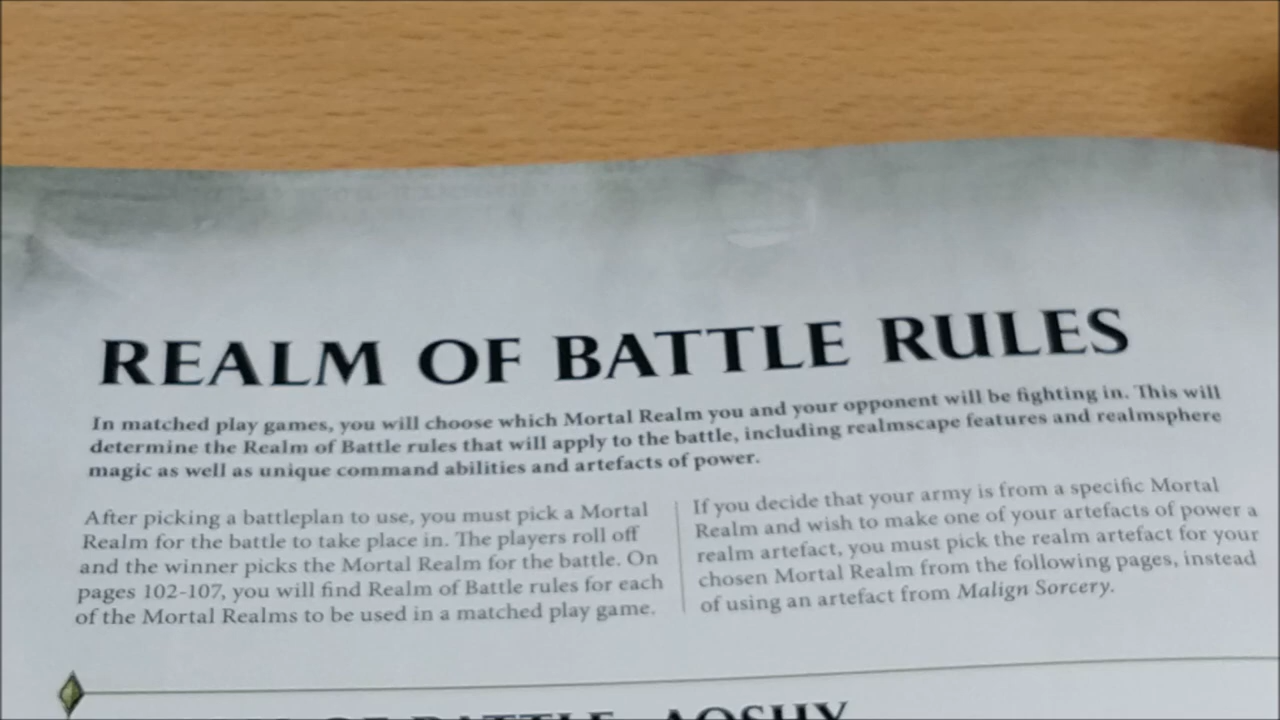 REALM OF BATTLE RULES
In matched play games, you will choose which Mortal Realm you and your opponent will be fighting in. This will
determine the Realm of Battle rules that will apply to the battle, including realmscape features and realmsphere
magic as well as unique command abilities and artefacts of power.
After picking a battleplan to use, you must pick a Mortal
Realm for the battle to take place in. The players roll off
and the winner picks the Mortal Realm for the battle. On
pages 102-107, you will find Realm of Battle rules for each
of the Mortal Realms to be used in a matched play game.
If you decide that your army is from a specific Mortal
Realm and wish to make one of your artefacts of power a
realm artefact, you must pick the realm artefact for your
chosen Mortal Realm from the following pages, instead
of using an artefact from Malign Sorcery.
OF BATTLE, AQSHY